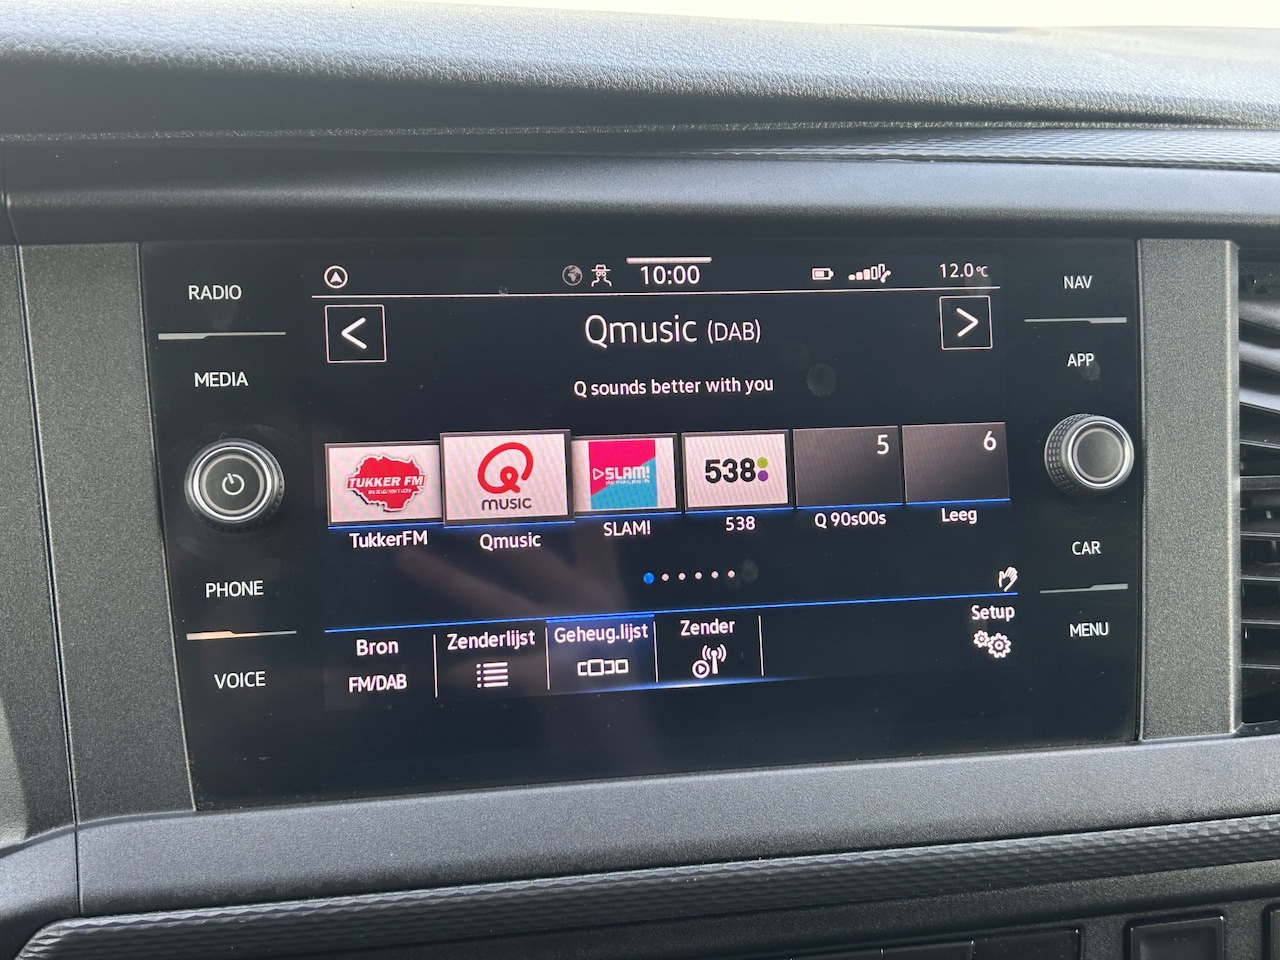 RADIO
MEDIA
PHONE
VOICE
10:00
12.0 °C
Qmusic (DAB)
Q sounds better with you
TUKKER FM
Q
MUSIC
SLAM!
538
5
6
TukkerFM
Qmusic
SLAM!
538
Q 90s00s
Leeg
Bron
FM/DAB
Zenderlijst
Geheug.lijst
Zender
Setup
NAV
APP
CAR
MENU